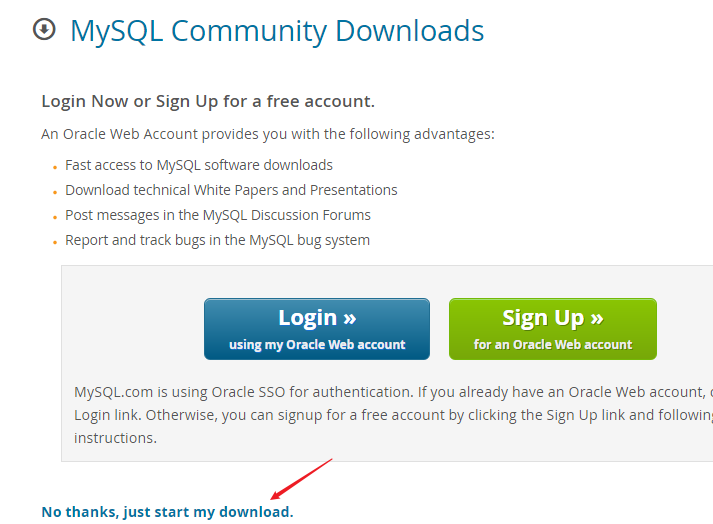 MySQL Community Downloads
Login Now or Sign Up for a free account.
An Oracle Web Account provides you with the following advantages:
Fast access to MySQL software downloads
Download technical White Papers and Presentations
Post messages in the MySQL Discussion Forums
Report and track bugs in the MySQL bug system
Login »
using my Oracle Web account
Sign Up »
for an Oracle Web account
MySQL.com is using Oracle SSO for authentication. If you already have an Oracle Web account,
Login link. Otherwise, you can signup for a free account by clicking the Sign Up link and following
instructions.
No thanks, just start my download.